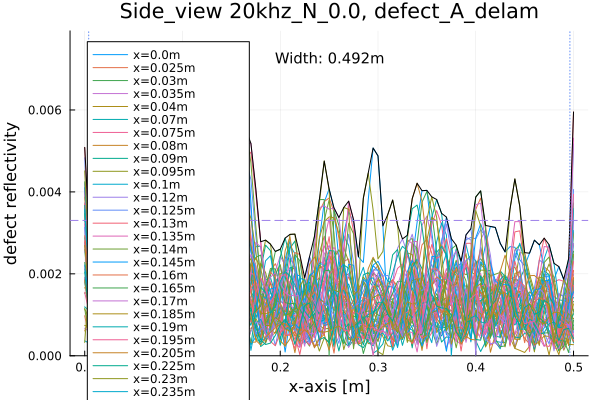 Side_view 20khz_N_0.0, defect_A_delam
Width: 0.492m
x=0.0m
x=0.025m
x=0.03m
x=0.035m
x=0.04m
x=0.07m
x=0.075m
x=0.08m
x=0.09m
x=0.095m
x=0.1m
x=0.12m
x=0.125m
x=0.13m
x=0.135m
x=0.14m
x=0.145m
x=0.16m
x=0.165m
x=0.17m
x=0.185m
x=0.19m
x=0.195m
x=0.205m
x=0.225m
x=0.23m
x=0.235m
defect reflectivity
0.006
0.004
0.002
0.000
0.2 0.3 0.4 0.5
x-axis [m]